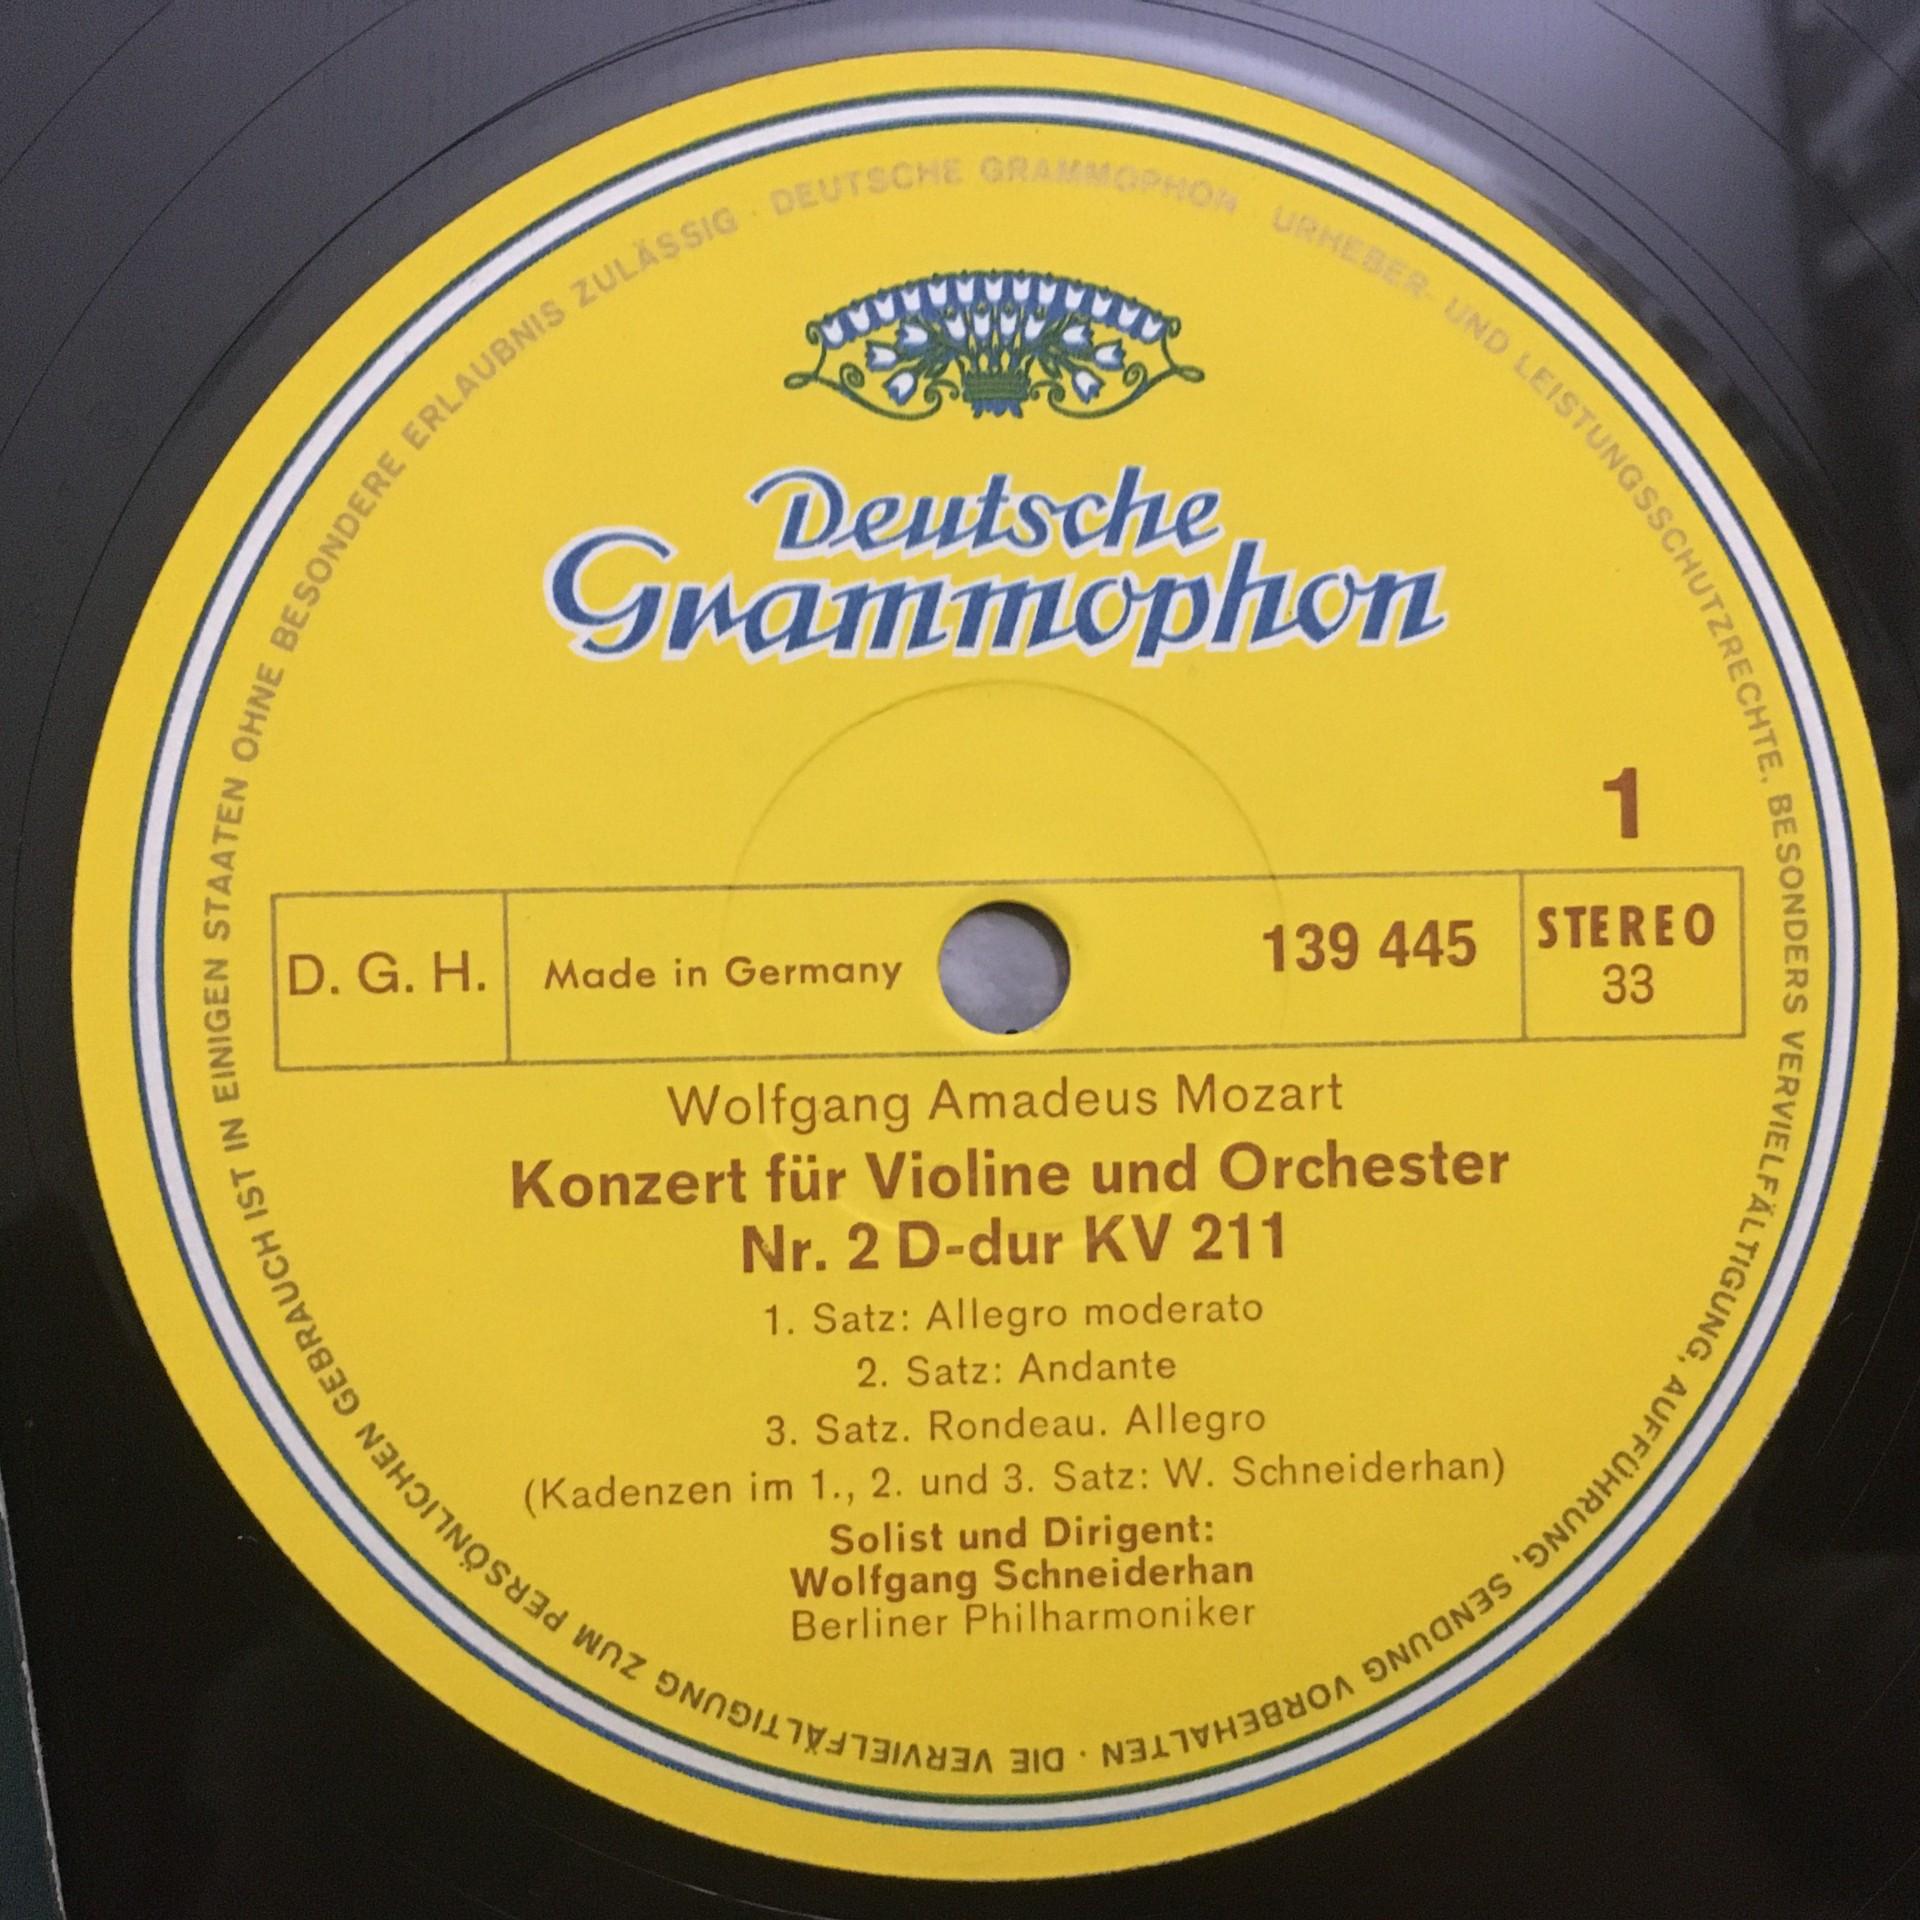 DEUTSCHE GRAMMOPHON · URHEBER- UND LEISTUNGSSCHUTZRECHTE, BESONDERS VERVIELFÄLTIGUNG, AUFFÜHRUNG, SENDUNG VORBEHALTEN · DIE VERVIELFÄLTIGUNG ZUM PERSÖNLICHEN GEBRAUCH IST IN EINIGEN STAATEN OHNE BESONDERE ERLAUBNIS ZULÄSSIG ·
Deutsche
Grammophon
1
D. G. H. Made in Germany 139 445 STEREO
33
Wolfgang Amadeus Mozart
Konzert für Violine und Orchester
Nr. 2 D-dur KV 211
1. Satz: Allegro moderato
2. Satz: Andante
3. Satz. Rondeau. Allegro
(Kadenzen im 1., 2. und 3. Satz: W. Schneiderhan)
Solist und Dirigent:
Wolfgang Schneiderhan
Berliner Philharmoniker